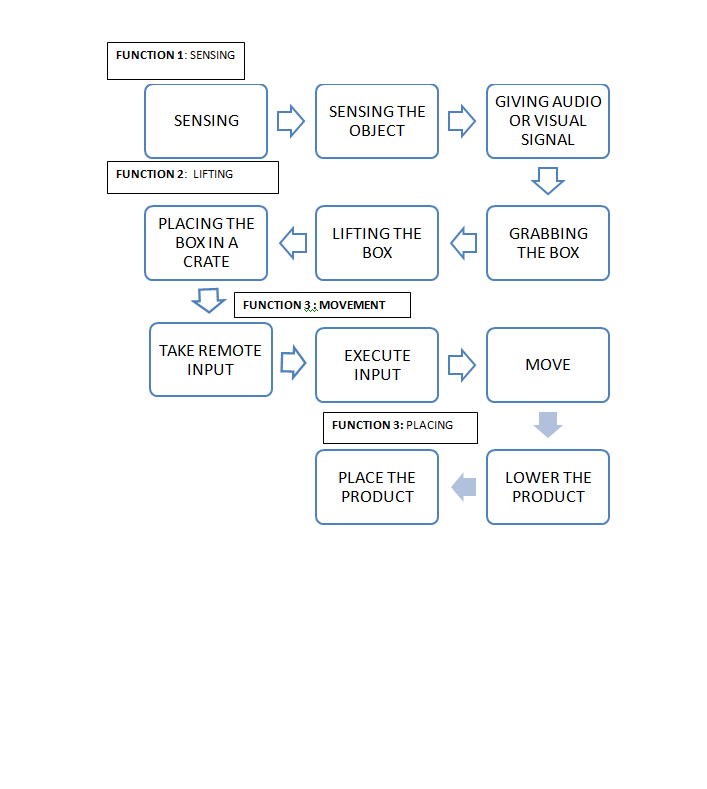 FUNCTION 1: SENSING
SENSING
SENSING THE
OBJECT
GIVING AUDIO
OR VISUAL
SIGNAL
FUNCTION 2:  LIFTING
PLACING THE
BOX IN A
CRATE
LIFTING THE
BOX
GRABBING
THE BOX
FUNCTION 3 : MOVEMENT
TAKE REMOTE
INPUT
EXECUTE
INPUT
MOVE
FUNCTION 3: PLACING
PLACE THE
PRODUCT
LOWER THE
PRODUCT